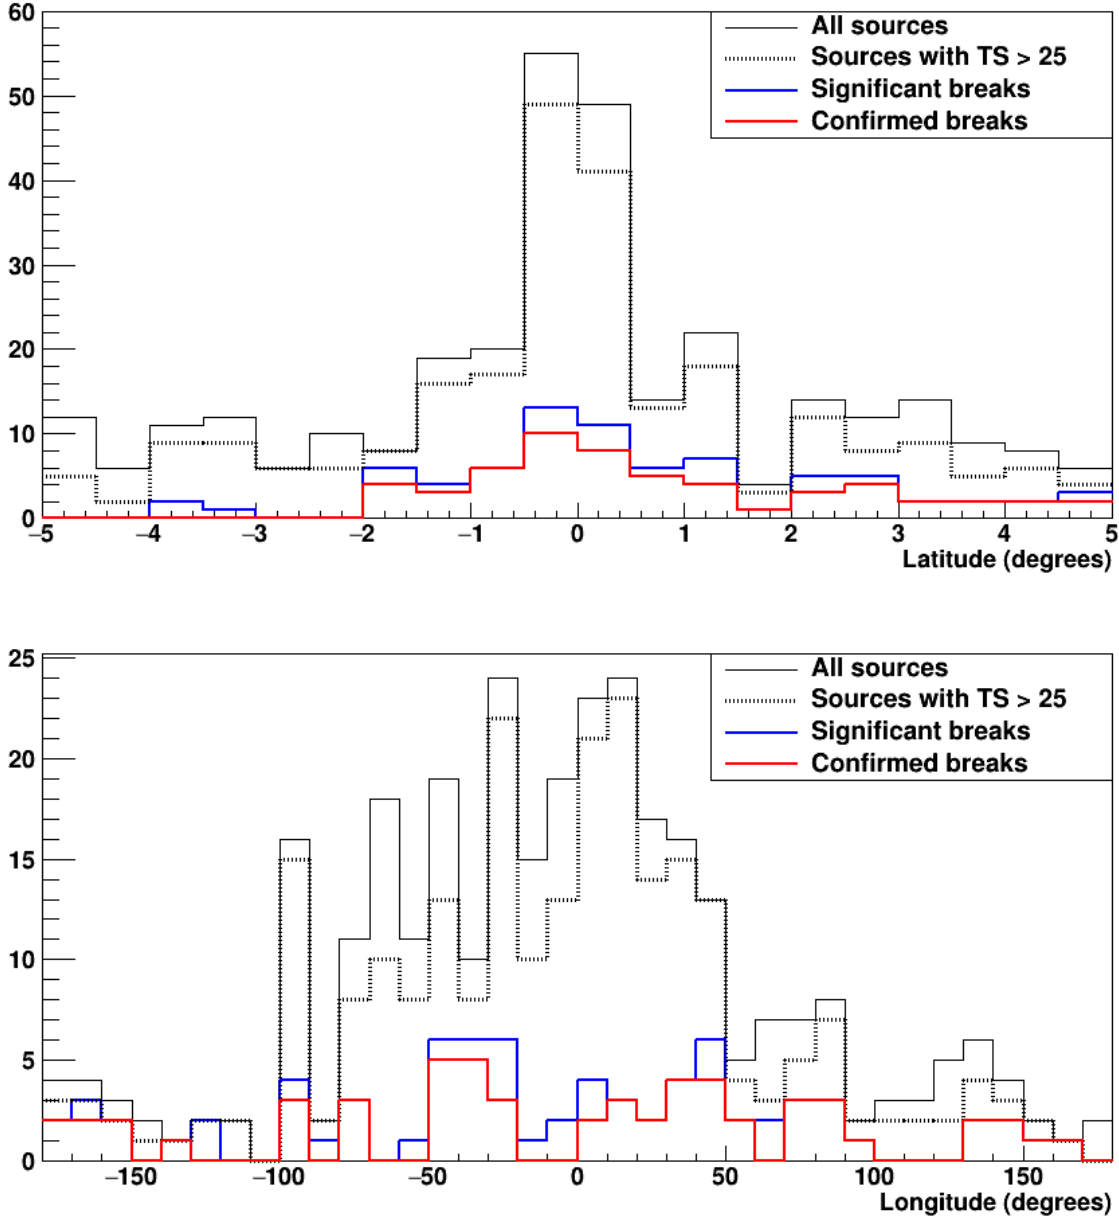 60
50
40
30
20
10
0
All sources
Sources with TS > 25
Significant breaks
Confirmed breaks
−5 −4 −3 −2 −1 0 1 2 3 4 5
Latitude (degrees)
25
20
15
10
5
0
All sources
Sources with TS > 25
Significant breaks
Confirmed breaks
−150 −100 −50 0 50 100 150
Longitude (degrees)